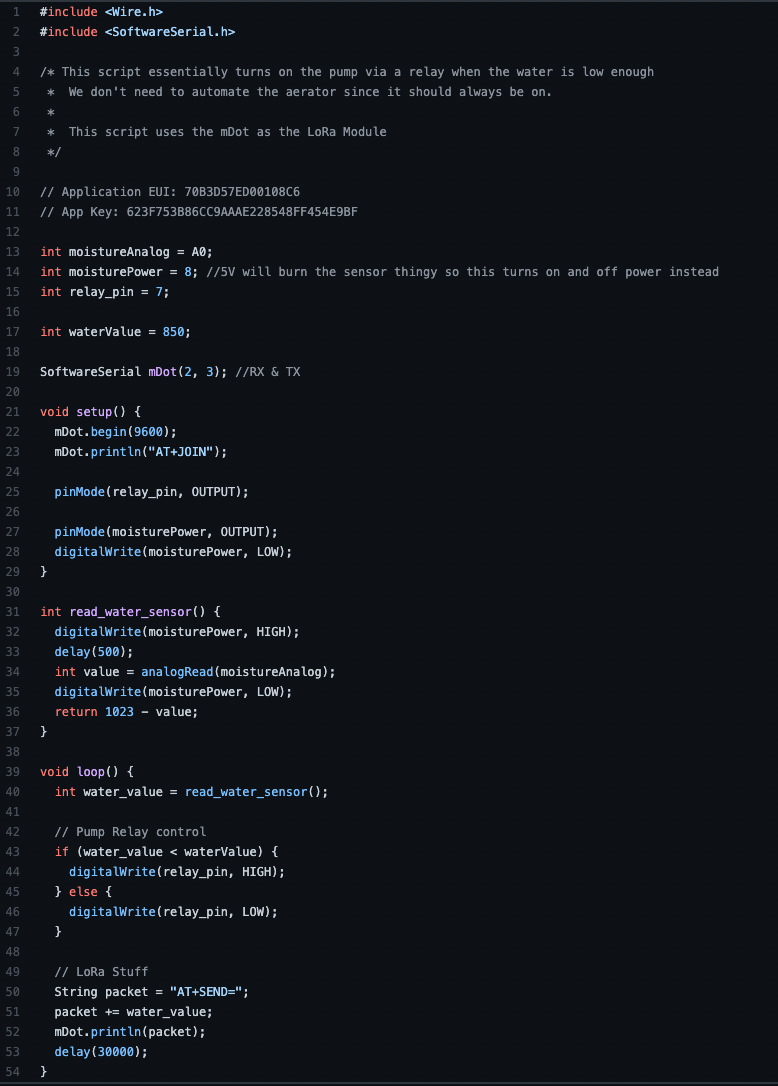 1 #include <Wire.h>
2 #include <SoftwareSerial.h>
3
4 /* This script essentially turns on the pump via a relay when the water is low enough
5  *  We don't need to automate the aerator since it should always be on.
6  *
7  *  This script uses the mDot as the LoRa Module
8  */
9
10 // Application EUI: 70B3D57ED00108C6
11 // App Key: 623F753B86CC9AAAE228548FF454E9BF
12
13 int moistureAnalog = A0;
14 int moisturePower = 8; //5V will burn the sensor thingy so this turns on and off power instead
15 int relay_pin = 7;
16
17 int waterValue = 850;
18
19 SoftwareSerial mDot(2, 3); //RX & TX
20
21 void setup() {
22   mDot.begin(9600);
23   mDot.println("AT+JOIN");
24
25   pinMode(relay_pin, OUTPUT);
26
27   pinMode(moisturePower, OUTPUT);
28   digitalWrite(moisturePower, LOW);
29 }
30
31 int read_water_sensor() {
32   digitalWrite(moisturePower, HIGH);
33   delay(500);
34   int value = analogRead(moistureAnalog);
35   digitalWrite(moisturePower, LOW);
36   return 1023 - value;
37 }
38
39 void loop() {
40   int water_value = read_water_sensor();
41
42   // Pump Relay control
43   if (water_value < waterValue) {
44     digitalWrite(relay_pin, HIGH);
45   } else {
46     digitalWrite(relay_pin, LOW);
47   }
48
49   // LoRa Stuff
50   String packet = "AT+SEND=";
51   packet += water_value;
52   mDot.println(packet);
53   delay(30000);
54 }